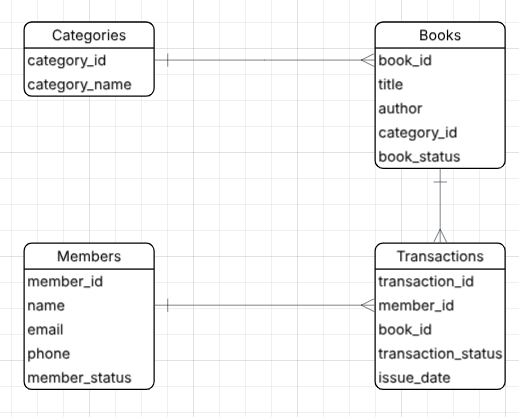 Categories
category_id
category_name
Books
book_id
title
author
category_id
book_status
Members
member_id
name
email
phone
member_status
Transactions
transaction_id
member_id
book_id
transaction_status
issue_date